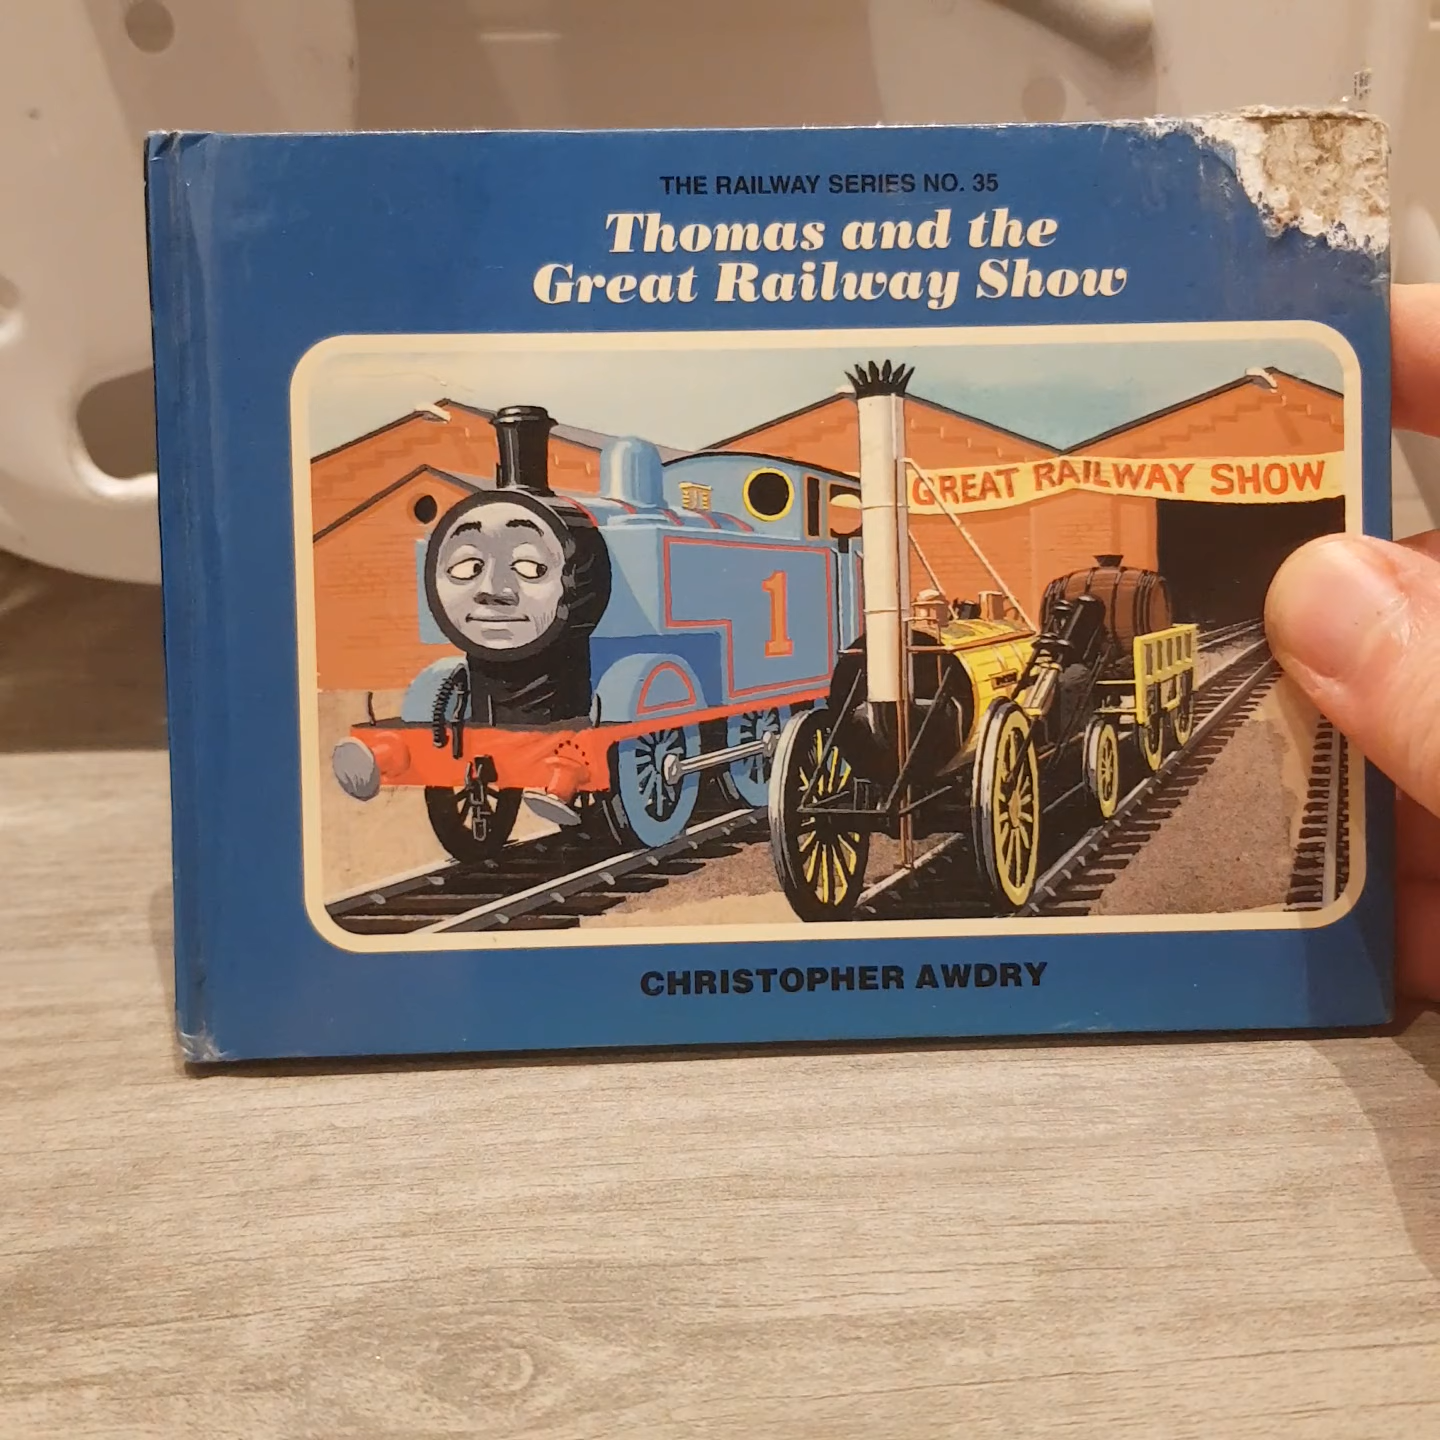 THE RAILWAY SERIES NO. 35
Thomas and the
Great Railway Show
GREAT RAILWAY SHOW
1
CHRISTOPHER AWDRY